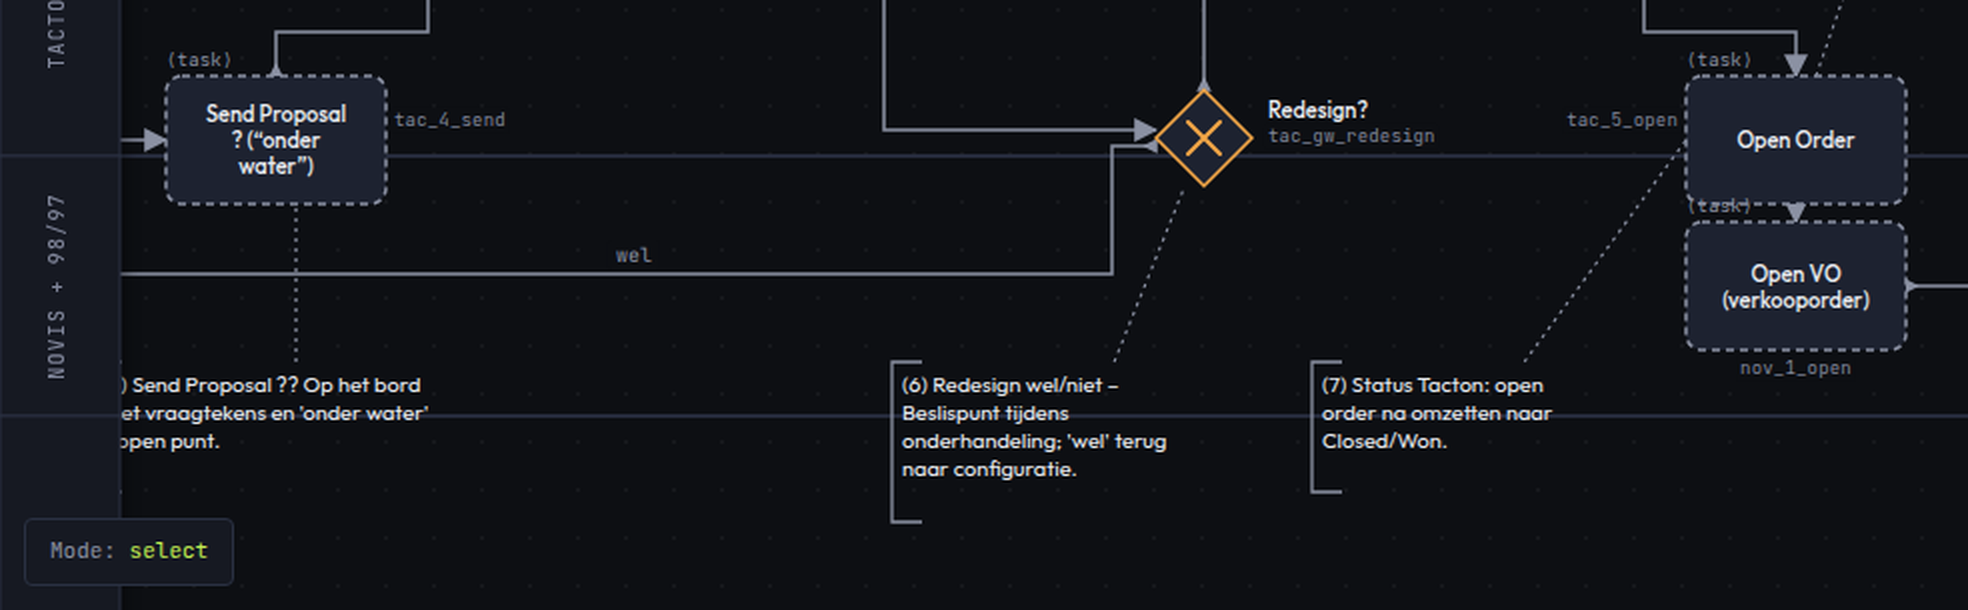 TACTO
(task)
Send Proposal
? (“onder
water”)
tac_4_send
Redesign?
tac_gw_redesign
(task)
tac_5_open
Open Order
NOVIS + 98/97
wel
(task)
Open VO
(verkooporder)
nov_1_open
) Send Proposal ?? Op het bord
et vraagtekens en 'onder water'
open punt.
(6) Redesign wel/niet –
Beslispunt tijdens
onderhandeling; 'wel' terug
naar configuratie.
(7) Status Tacton: open
order na omzetten naar
Closed/Won.
Mode: select